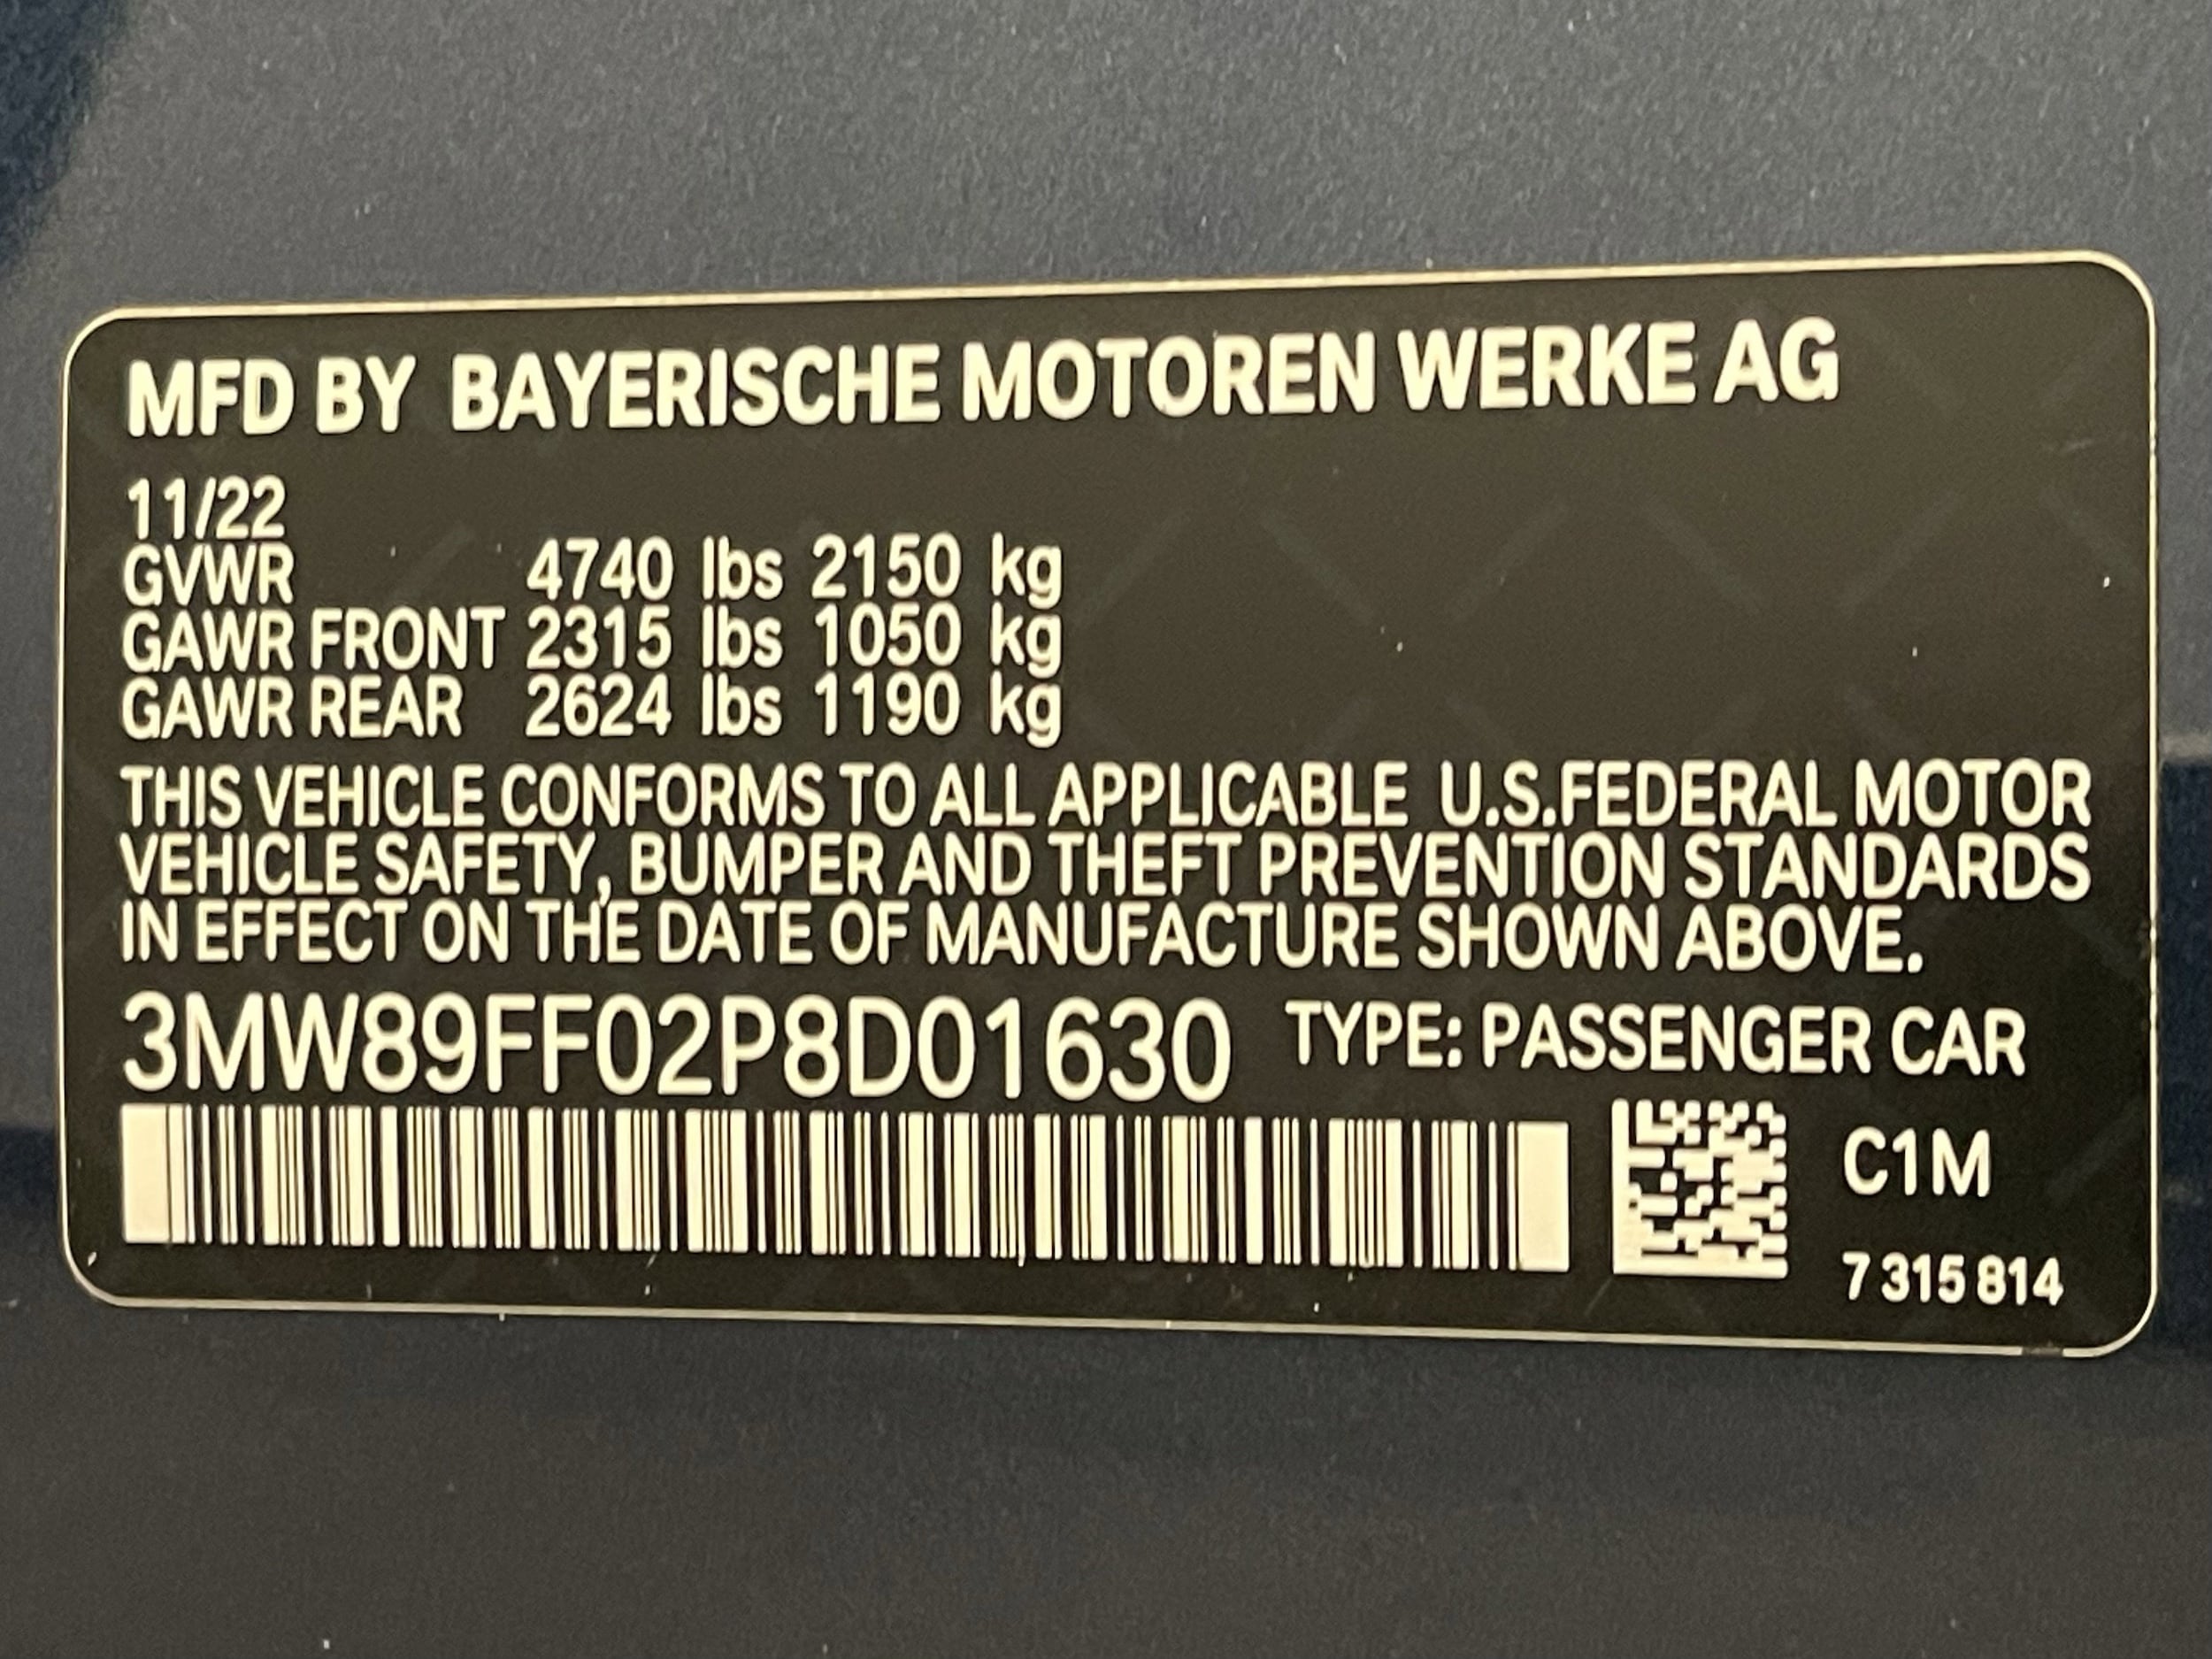 MFD BY BAYERISCHE MOTOREN WERKE AG
11/22
GVWR 4740 lbs 2150 kg
GAWR FRONT 2315 lbs 1050 kg
GAWR REAR 2624 lbs 1190 kg
THIS VEHICLE CONFORMS TO ALL APPLICABLE U.S.FEDERAL MOTOR
VEHICLE SAFETY, BUMPER AND THEFT PREVENTION STANDARDS
IN EFFECT ON THE DATE OF MANUFACTURE SHOWN ABOVE.
3MW89FF02P8D01630 TYPE: PASSENGER CAR
C1M
7 315 814